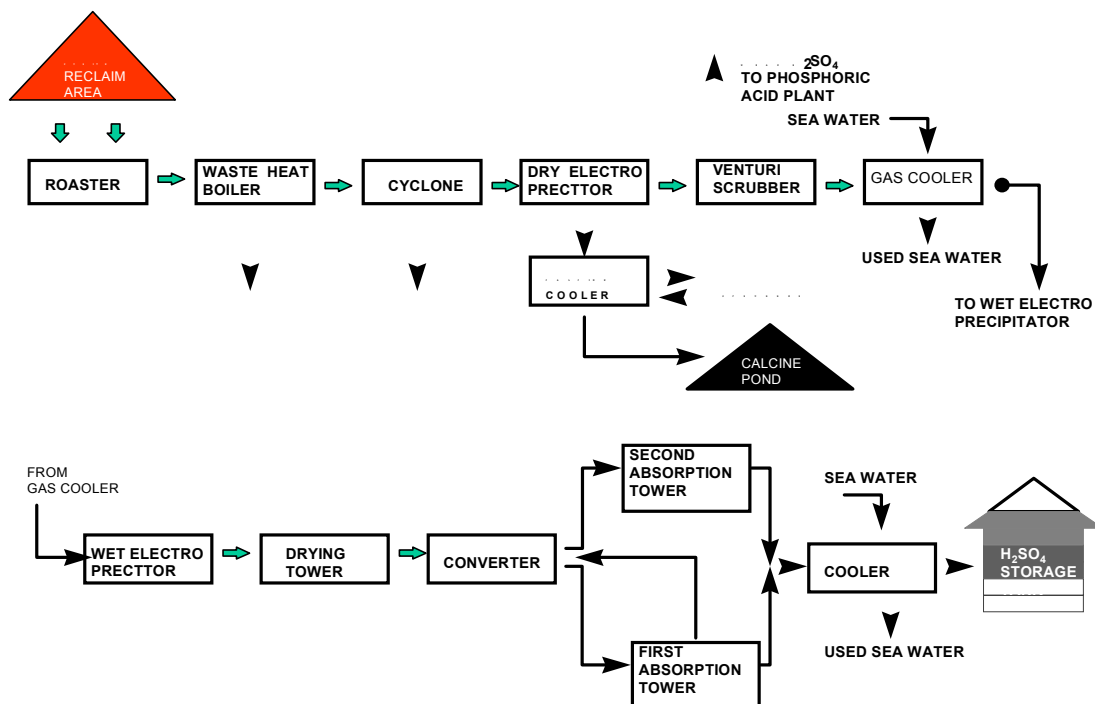 RECLAIM
AREA
2SO4
TO PHOSPHORIC
ACID PLANT
SEA WATER
ROASTER
WASTE HEAT
BOILER
CYCLONE
DRY ELECTRO
PRECTTOR
VENTURI
SCRUBBER
GAS COOLER
USED SEA WATER
COOLER
TO WET ELECTRO
PRECIPITATOR
CALCINE
POND
FROM
GAS COOLER
SECOND
ABSORPTION
TOWER
SEA WATER
WET ELECTRO
PRECTTOR
DRYING
TOWER
CONVERTER
COOLER
H2SO4
STORAGE
USED SEA WATER
FIRST
ABSORPTION
TOWER